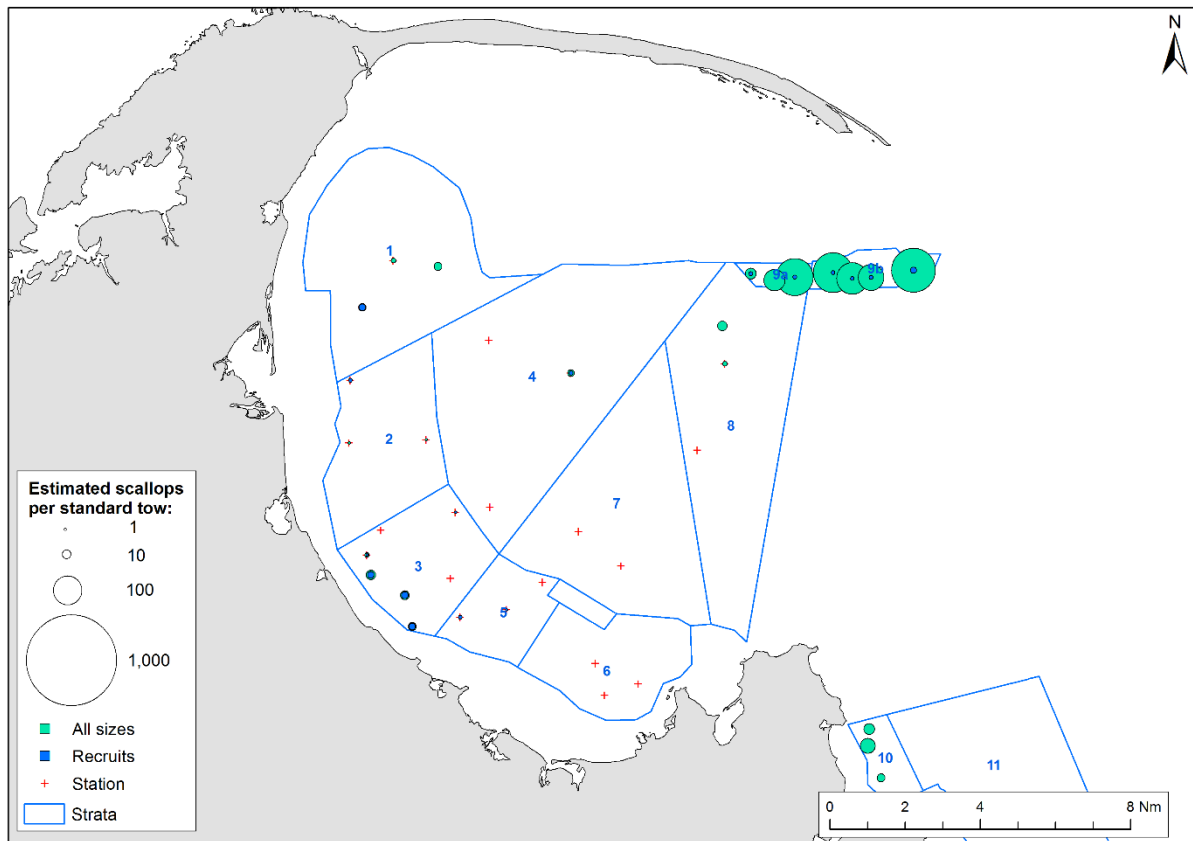 N
1
9a
9b
4
8
2
7
3
5
6
10
11
Estimated scallops
per standard tow:
1
10
100
1,000
All sizes
Recruits
Station
Strata
0 2 4 8 Nm